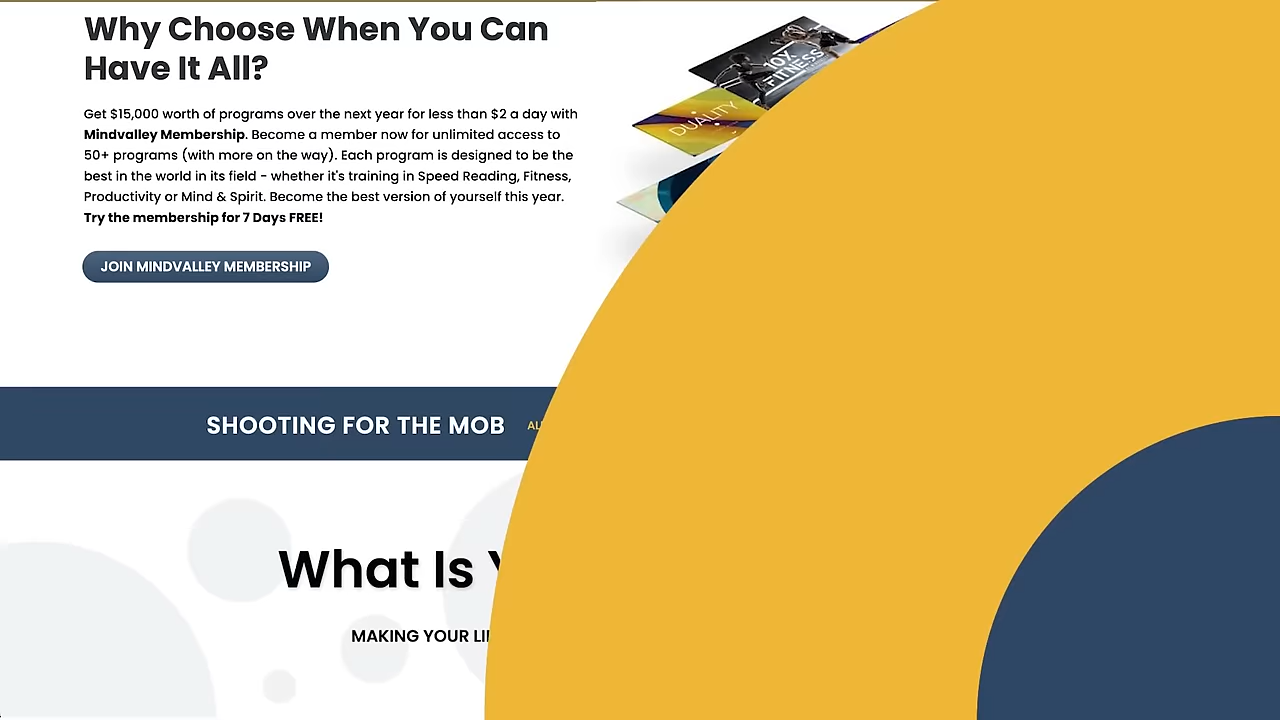 Why Choose When You Can
Have It All?
Get $15,000 worth of programs over the next year for less than $2 a day with
Mindvalley Membership. Become a member now for unlimited access to
50+ programs (with more on the way). Each program is designed to be the
best in the world in its field - whether it's training in Speed Reading, Fitness,
Productivity or Mind & Spirit. Become the best version of yourself this year.
Try the membership for 7 Days FREE!
JOIN MINDVALLEY MEMBERSHIP
10X
FITNESS
DUALITY
SHOOTING FOR THE MOB
What Is
MAKING YOUR